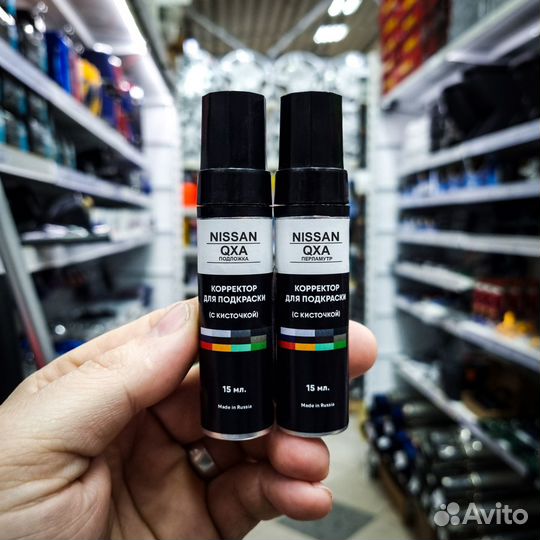 NISSAN
QXA
ПОДЛОЖКА
КОРРЕКТОР
ДЛЯ ПОДКРАСКИ
(С КИСТОЧКОЙ)
15 мл.
Made in Russia
NISSAN
QXA
ПЕРЛАМУТР
КОРРЕКТОР
ДЛЯ ПОДКРАСКИ
(С КИСТОЧКОЙ)
15 мл.
Made in Russia
Avito